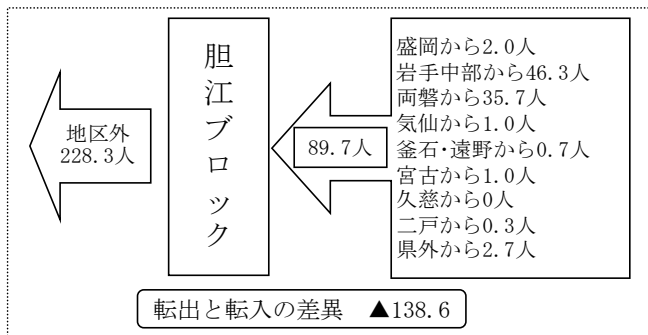 地区外
228.3人
胆江ブロック
89.7人
盛岡から2.0人
岩手中部から46.3人
両磐から35.7人
気仙から1.0人
釜石・遠野から0.7人
宮古から1.0人
久慈から0人
二戸から0.3人
県外から2.7人
転出と転入の差異　▲138.6